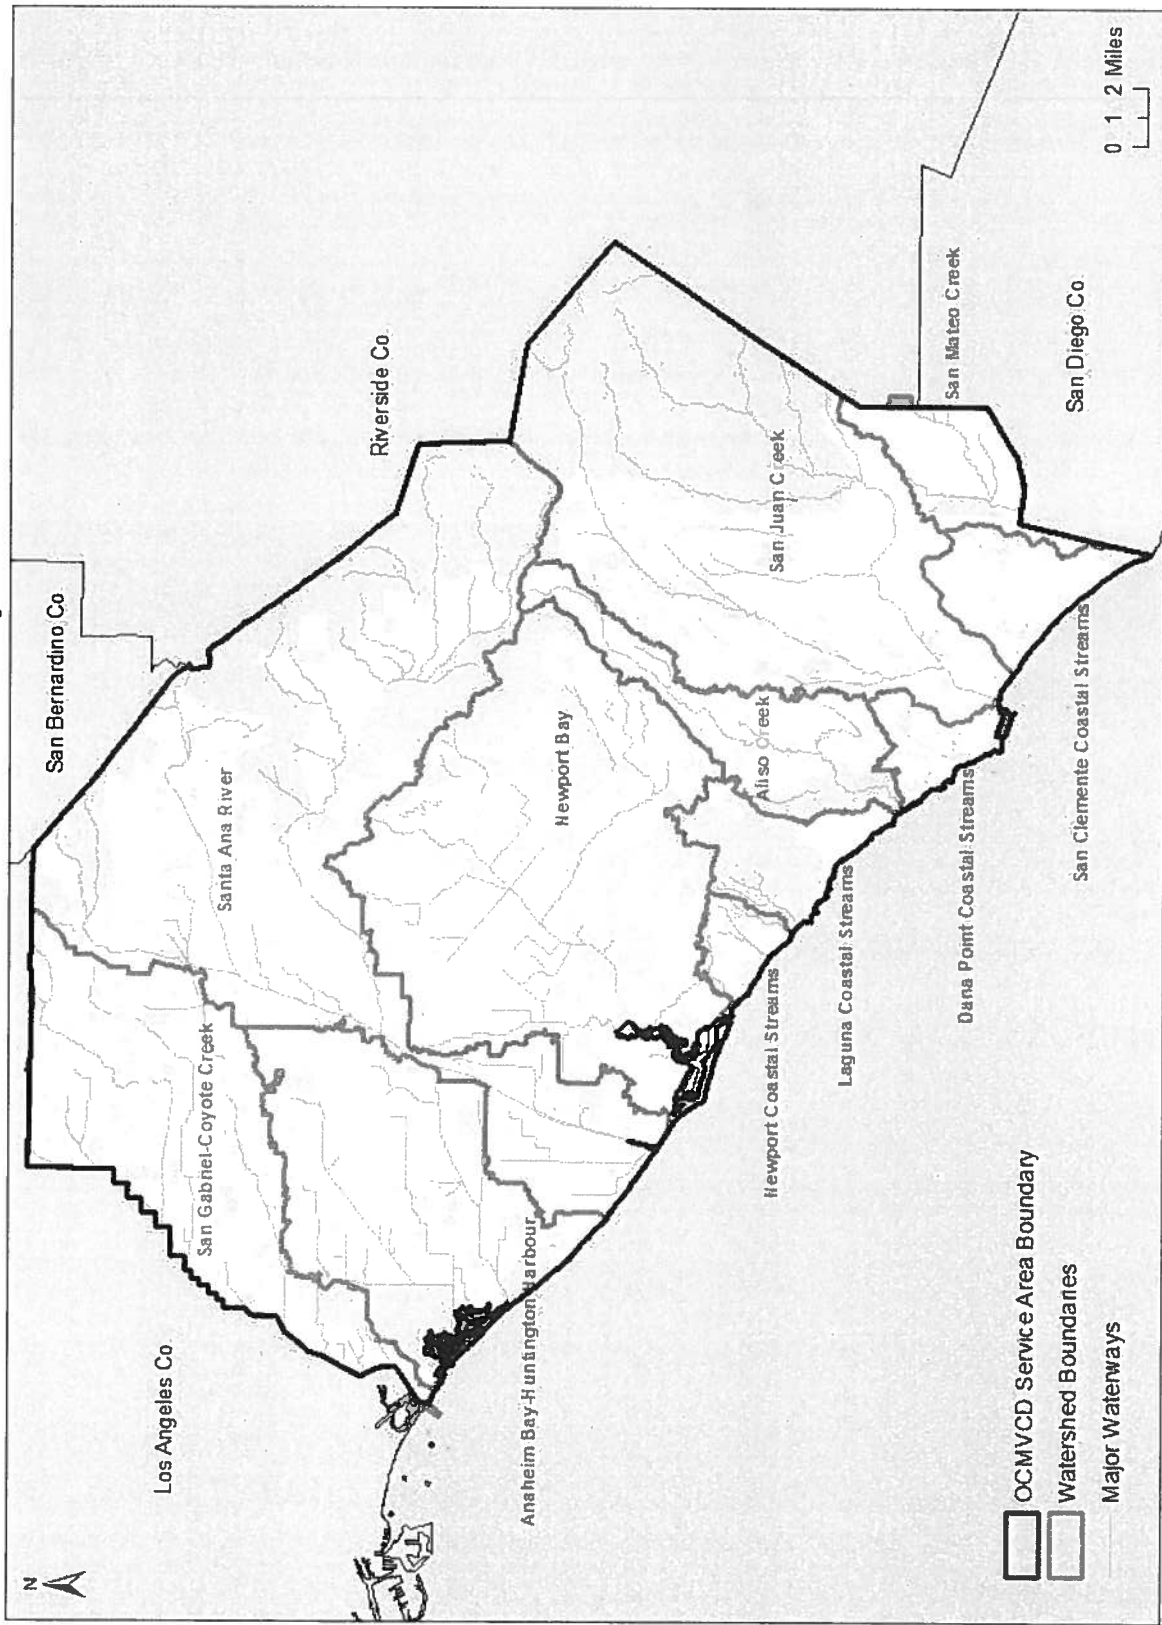 N
Los Angeles Co
San Bernardino Co
Riverside Co
San Diego Co
San Gabriel-Coyote Creek
Santa Ana River
Anaheim Bay-Huntington Harbour
Newport Bay
Newport Coastal Streams
Laguna Coastal Streams
Aliso Creek
Dana Point Coastal Streams
San Juan Creek
San Clemente Coastal Streams
San Mateo Creek
OCMVCD Service Area Boundary
Watershed Boundaries
Major Waterways
0 1 2 Miles